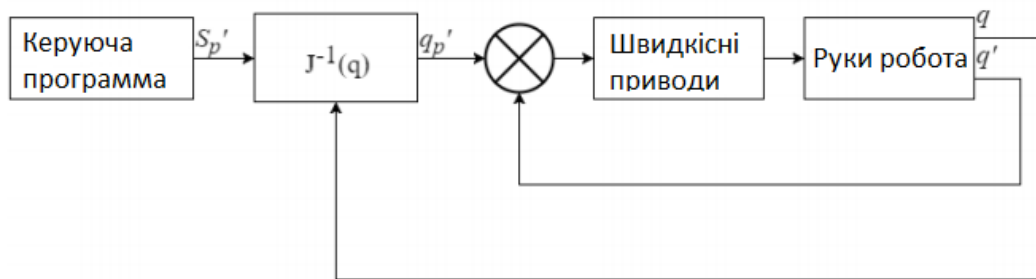 Керуюча
программа
Sₚ′
J⁻¹(q)
qₚ′
Швидкісні
приводи
Руки робота
q
q′